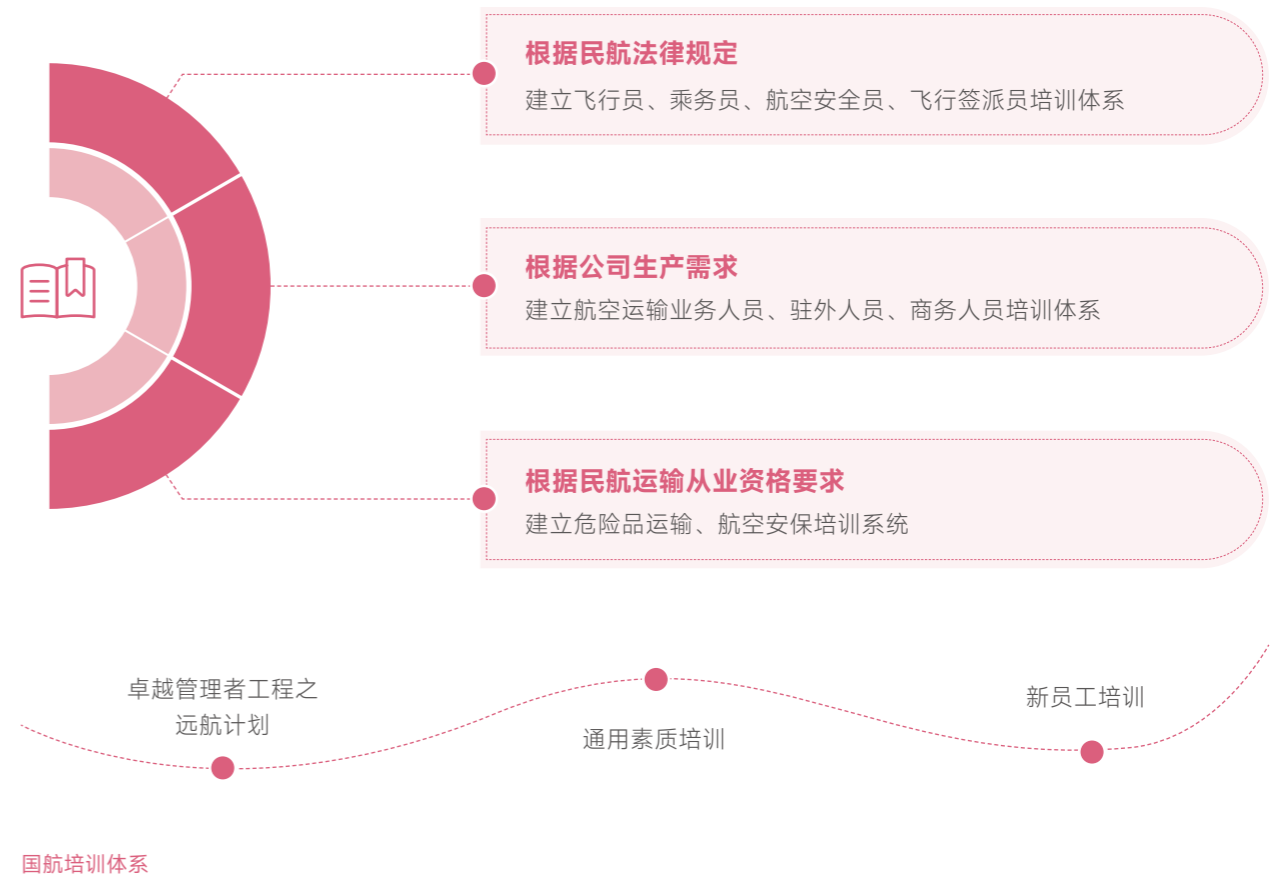 根据民航法律规定
建立飞行员、乘务员、航空安全员、飞行签派员培训体系
根据公司生产需求
建立航空运输业务人员、驻外人员、商务人员培训体系
根据民航运输从业资格要求
建立危险品运输、航空安保培训系统
卓越管理者工程之
远航计划
通用素质培训
新员工培训
国航培训体系